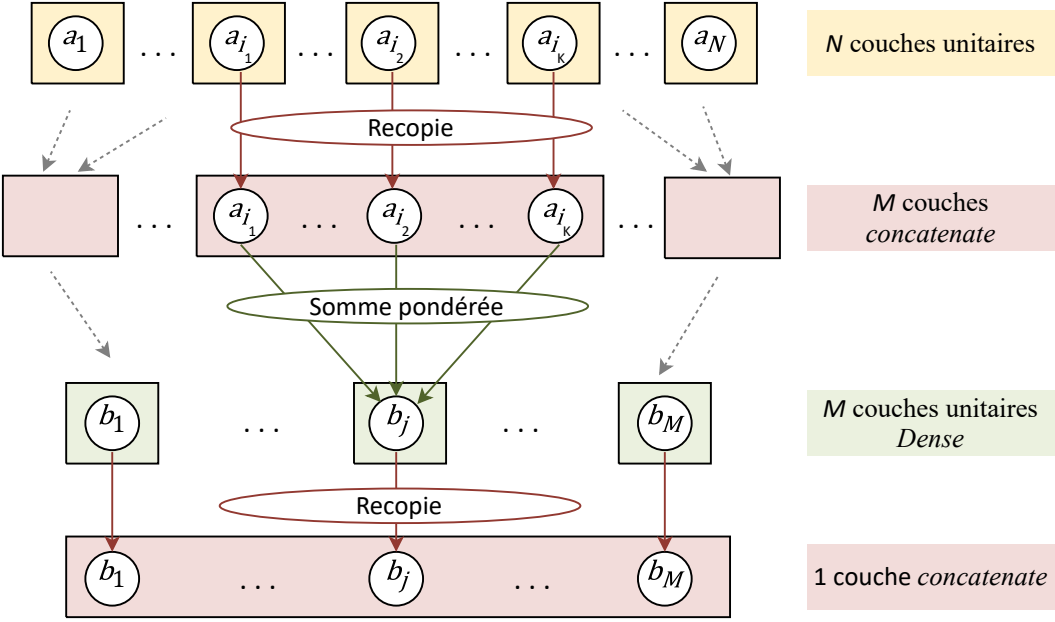 a1 . . . ai1 . . . ai2 . . . aiK . . . aN
N couches unitaires
Recopie
. . . ai1 . . . ai2 . . . aiK . . .
M couches
concatenate
Somme pondérée
b1 . . . bj . . . bM
M couches unitaires
Dense
Recopie
b1 . . . bj . . . bM
1 couche concatenate